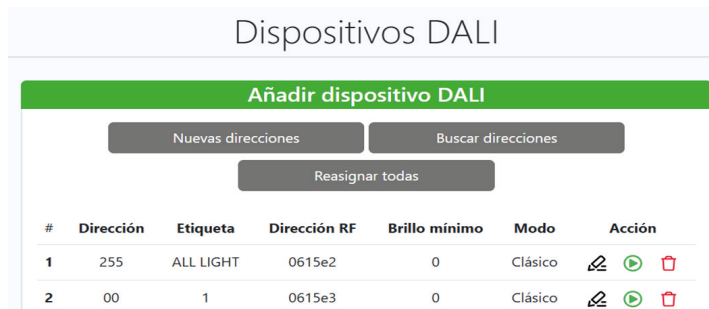 Dispositivos DALI
Añadir dispositivo DALI
Nuevas direcciones Buscar direcciones
Reasignar todas
# Dirección Etiqueta Dirección RF Brillo mínimo Modo Acción
1 255 ALL LIGHT 0615e2 0 Clásico
2 00 1 0615e3 0 Clásico